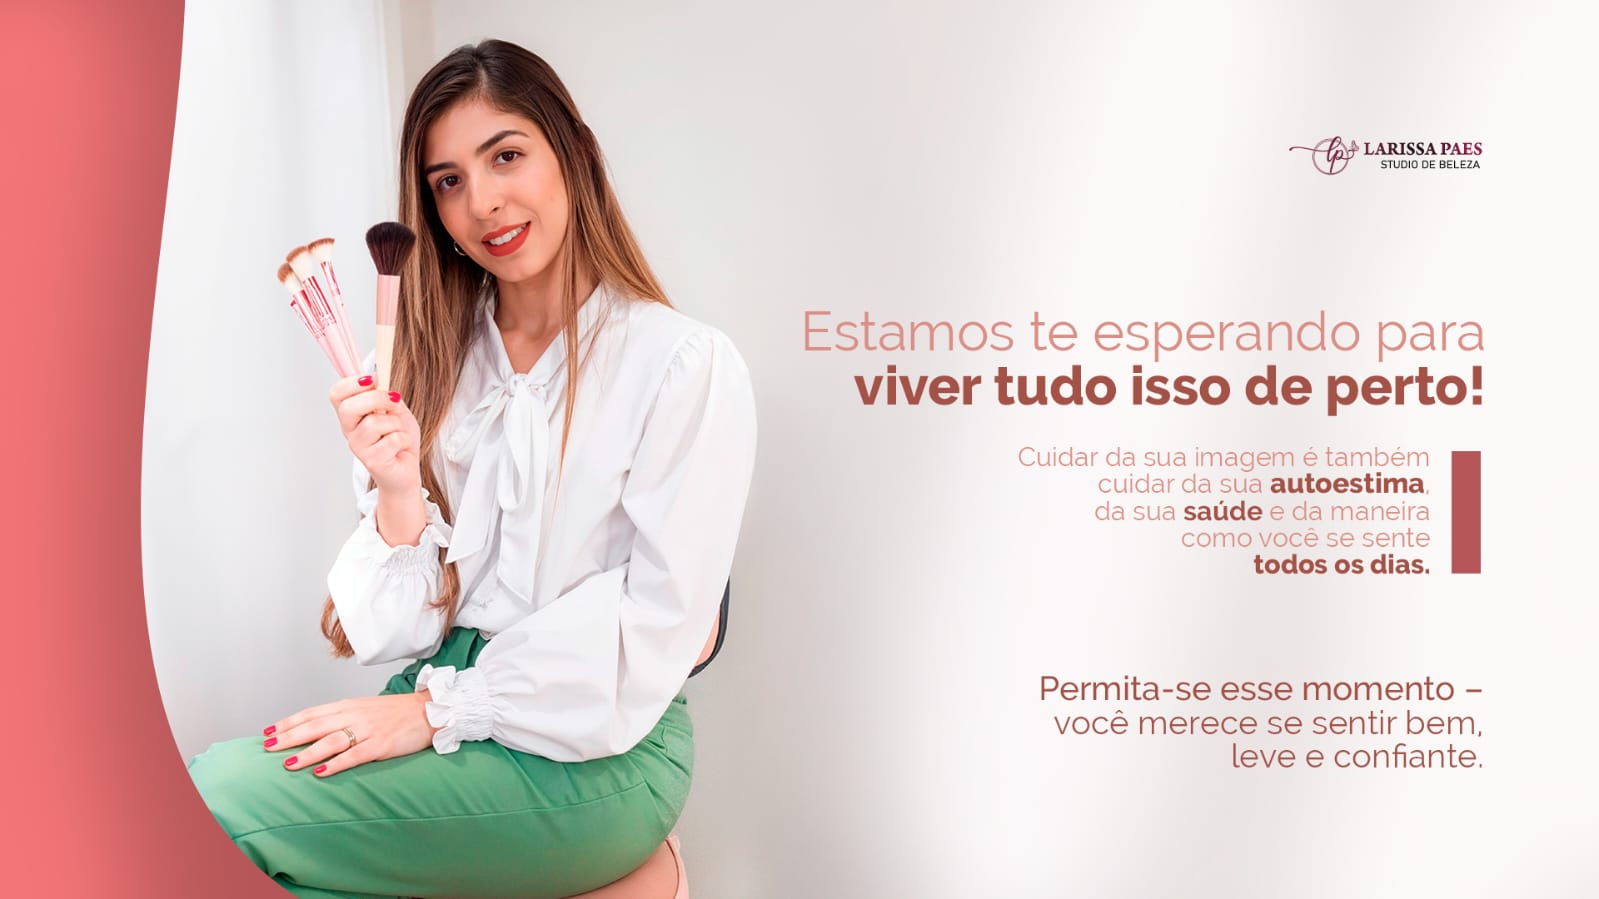 lp LARISSA PAES
STUDIO DE BELEZA
Estamos te esperando para
viver tudo isso de perto!
Cuidar da sua imagem é também
cuidar da sua autoestima,
da sua saúde e da maneira
como você se sente
todos os dias.
Permita-se esse momento –
você merece se sentir bem,
leve e confiante.